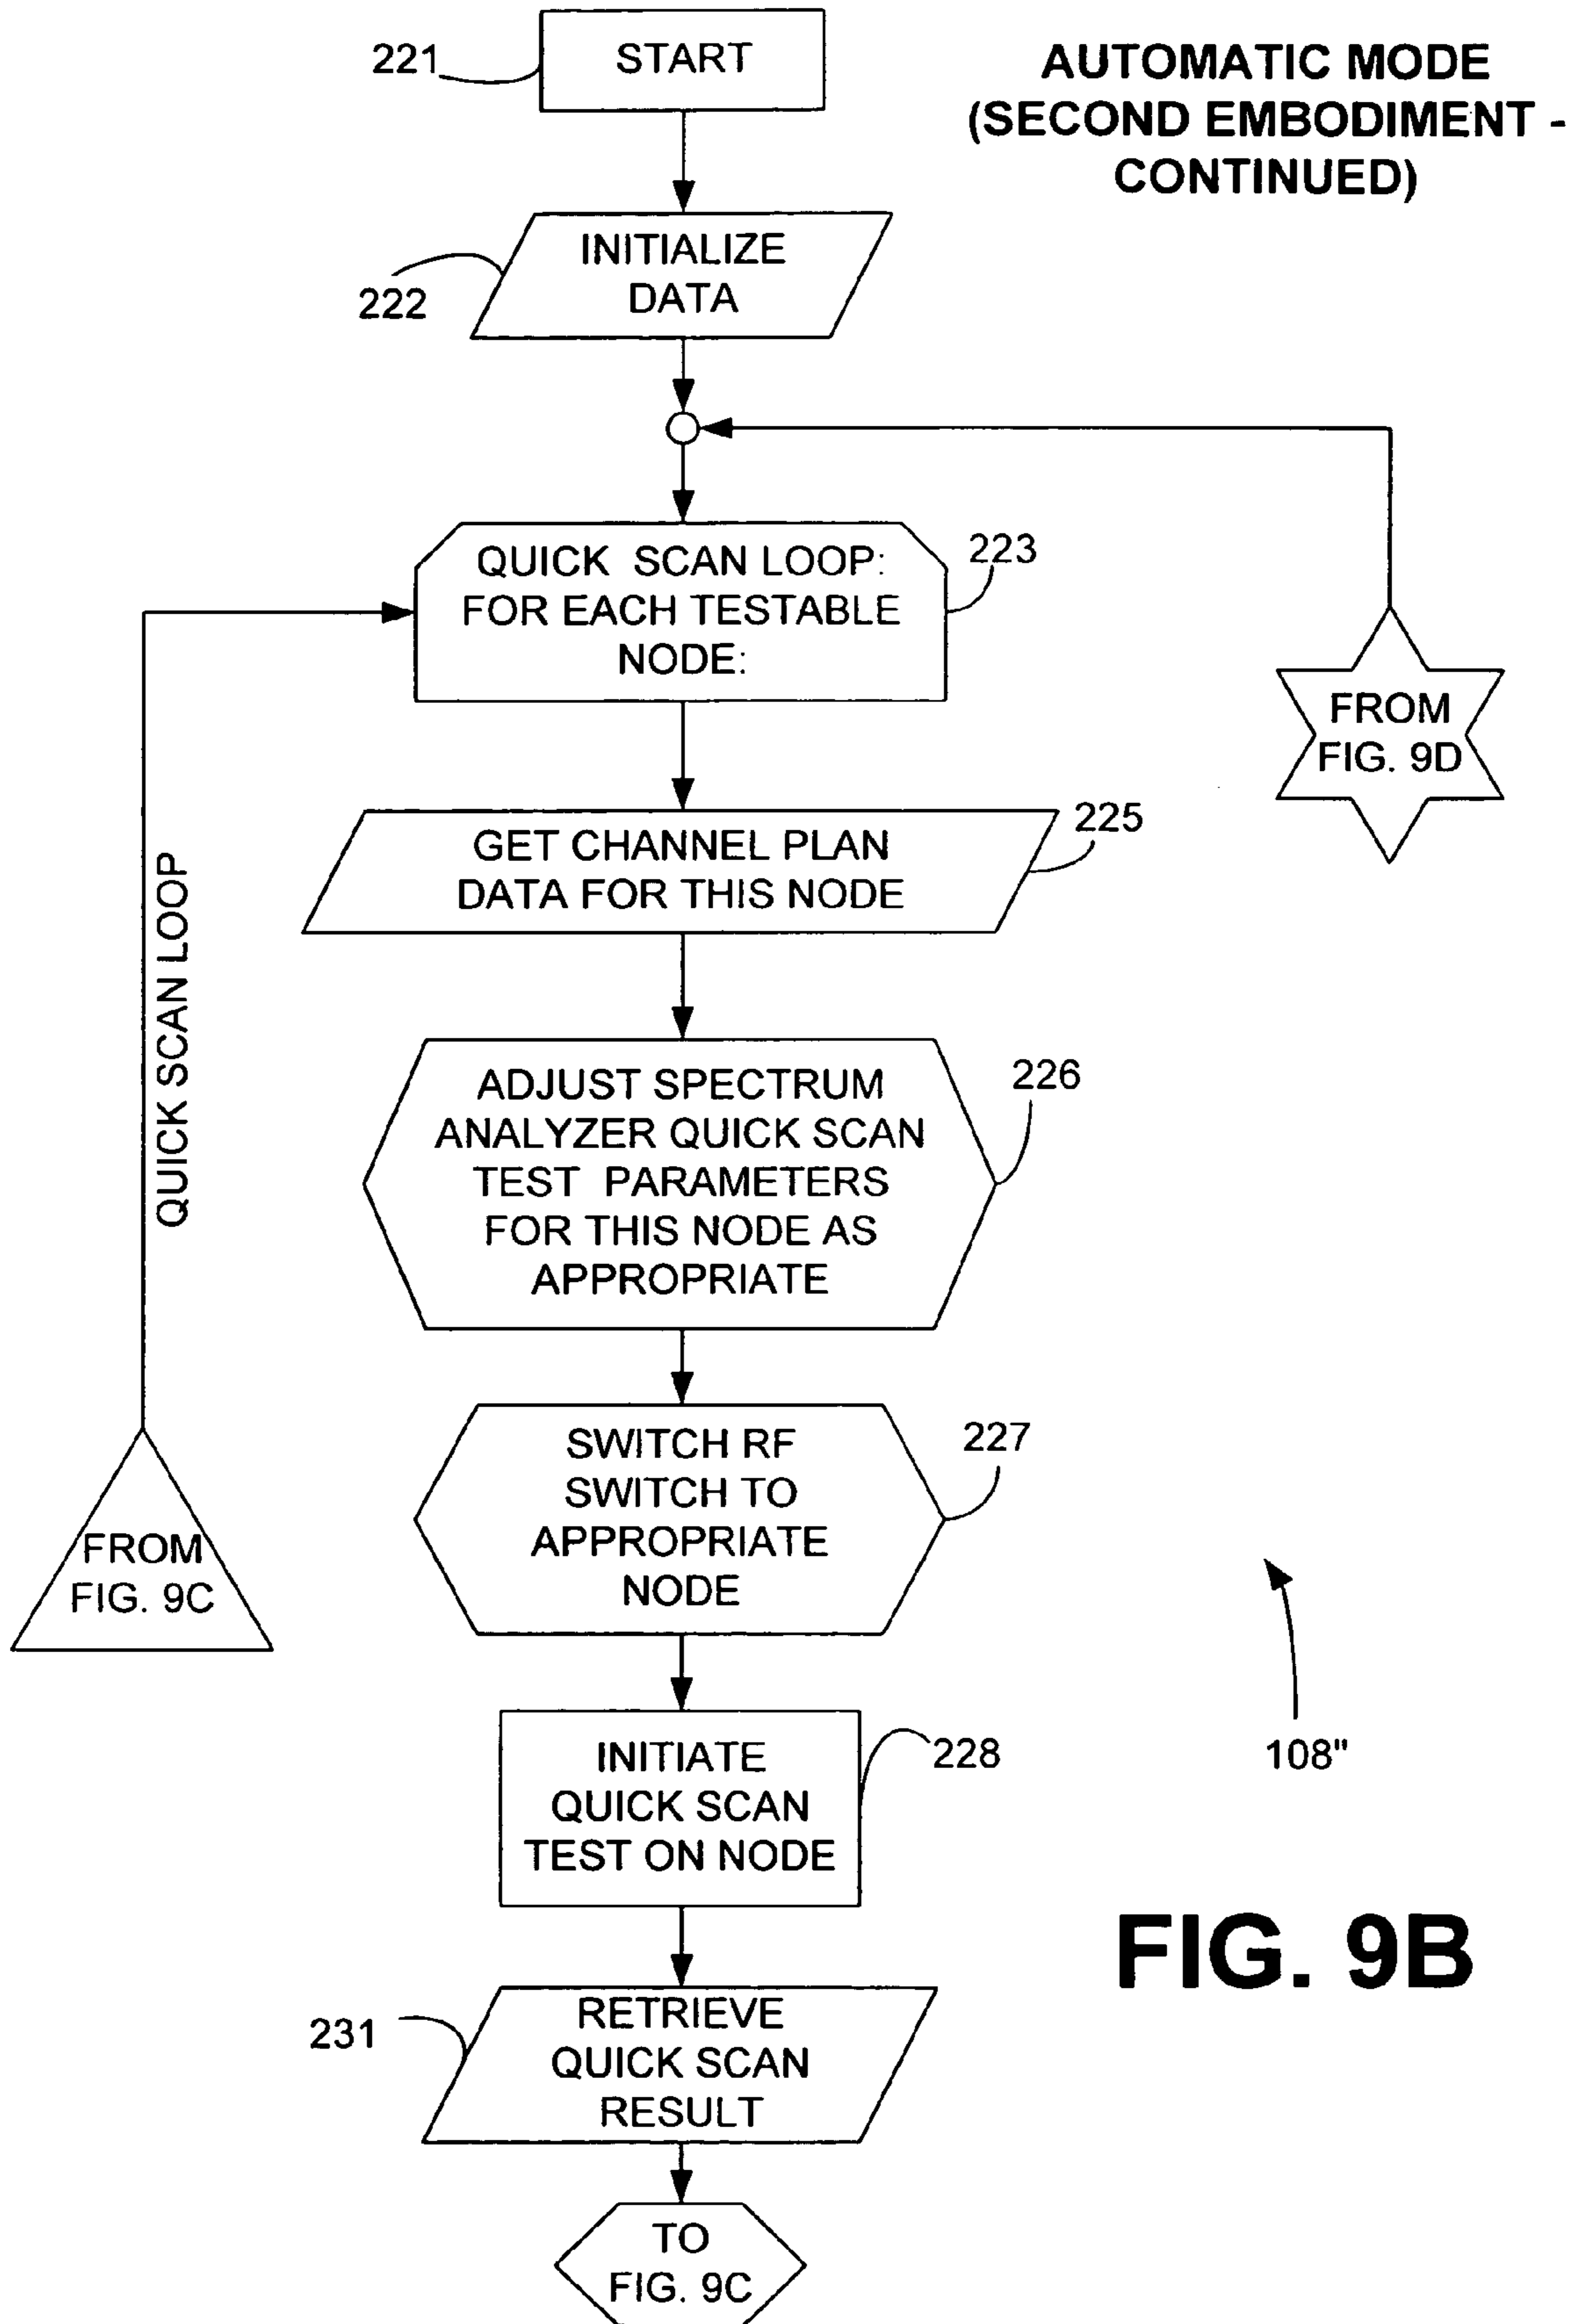 AUTOMATIC MODE
(SECOND EMBODIMENT -
CONTINUED)
221
START
222
INITIALIZE
DATA
223
QUICK SCAN LOOP:
FOR EACH TESTABLE
NODE:
FROM
FIG. 9D
225
GET CHANNEL PLAN
DATA FOR THIS NODE
QUICK SCAN LOOP
226
ADJUST SPECTRUM
ANALYZER QUICK SCAN
TEST PARAMETERS
FOR THIS NODE AS
APPROPRIATE
227
SWITCH RF
SWITCH TO
APPROPRIATE
NODE
FROM
FIG. 9C
228
INITIATE
QUICK SCAN
TEST ON NODE
108"
FIG. 9B
231
RETRIEVE
QUICK SCAN
RESULT
TO
FIG. 9C